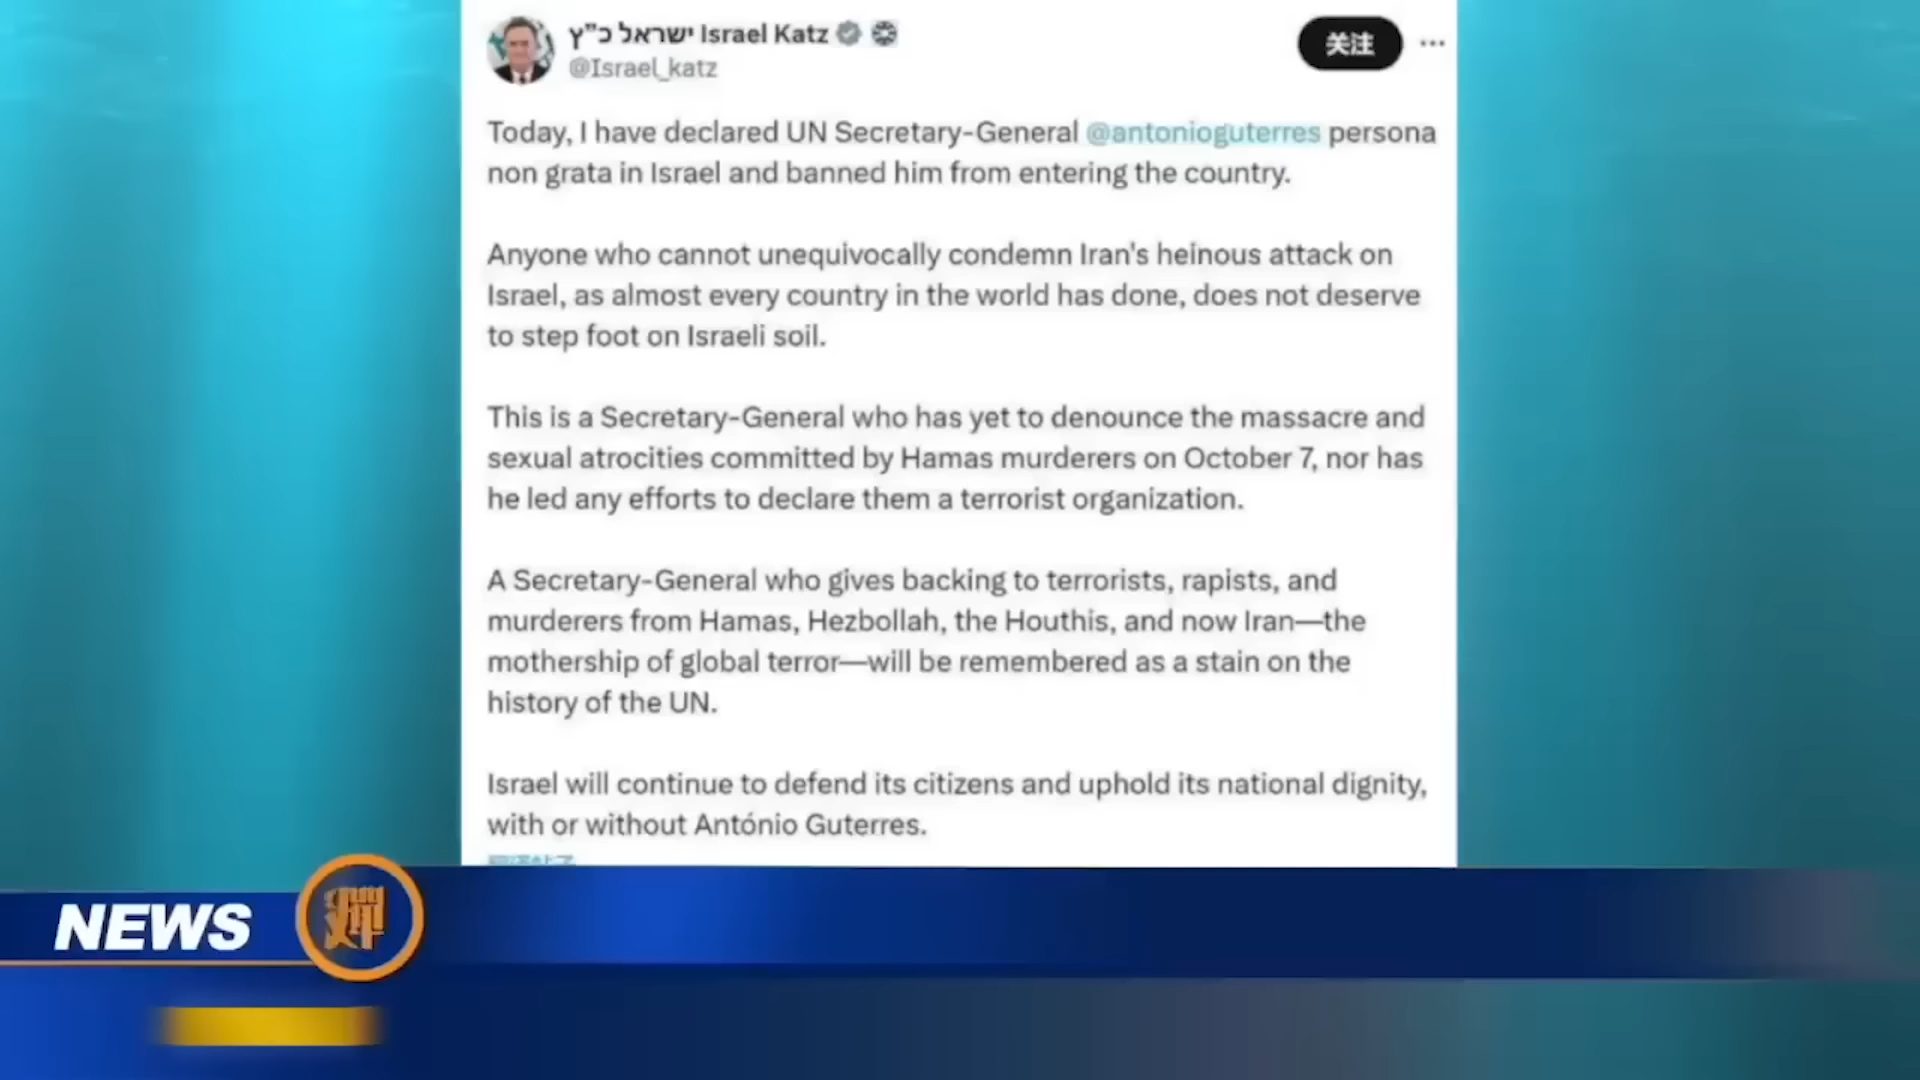 ישראל כ"ץ Israel Katz
@Israel_katz
关注
Today, I have declared UN Secretary-General @antonioguterres persona
non grata in Israel and banned him from entering the country.
Anyone who cannot unequivocally condemn Iran's heinous attack on
Israel, as almost every country in the world has done, does not deserve
to step foot on Israeli soil.
This is a Secretary-General who has yet to denounce the massacre and
sexual atrocities committed by Hamas murderers on October 7, nor has
he led any efforts to declare them a terrorist organization.
A Secretary-General who gives backing to terrorists, rapists, and
murderers from Hamas, Hezbollah, the Houthis, and now Iran—the
mothership of global terror—will be remembered as a stain on the
history of the UN.
Israel will continue to defend its citizens and uphold its national dignity,
with or without António Guterres.
NEWS